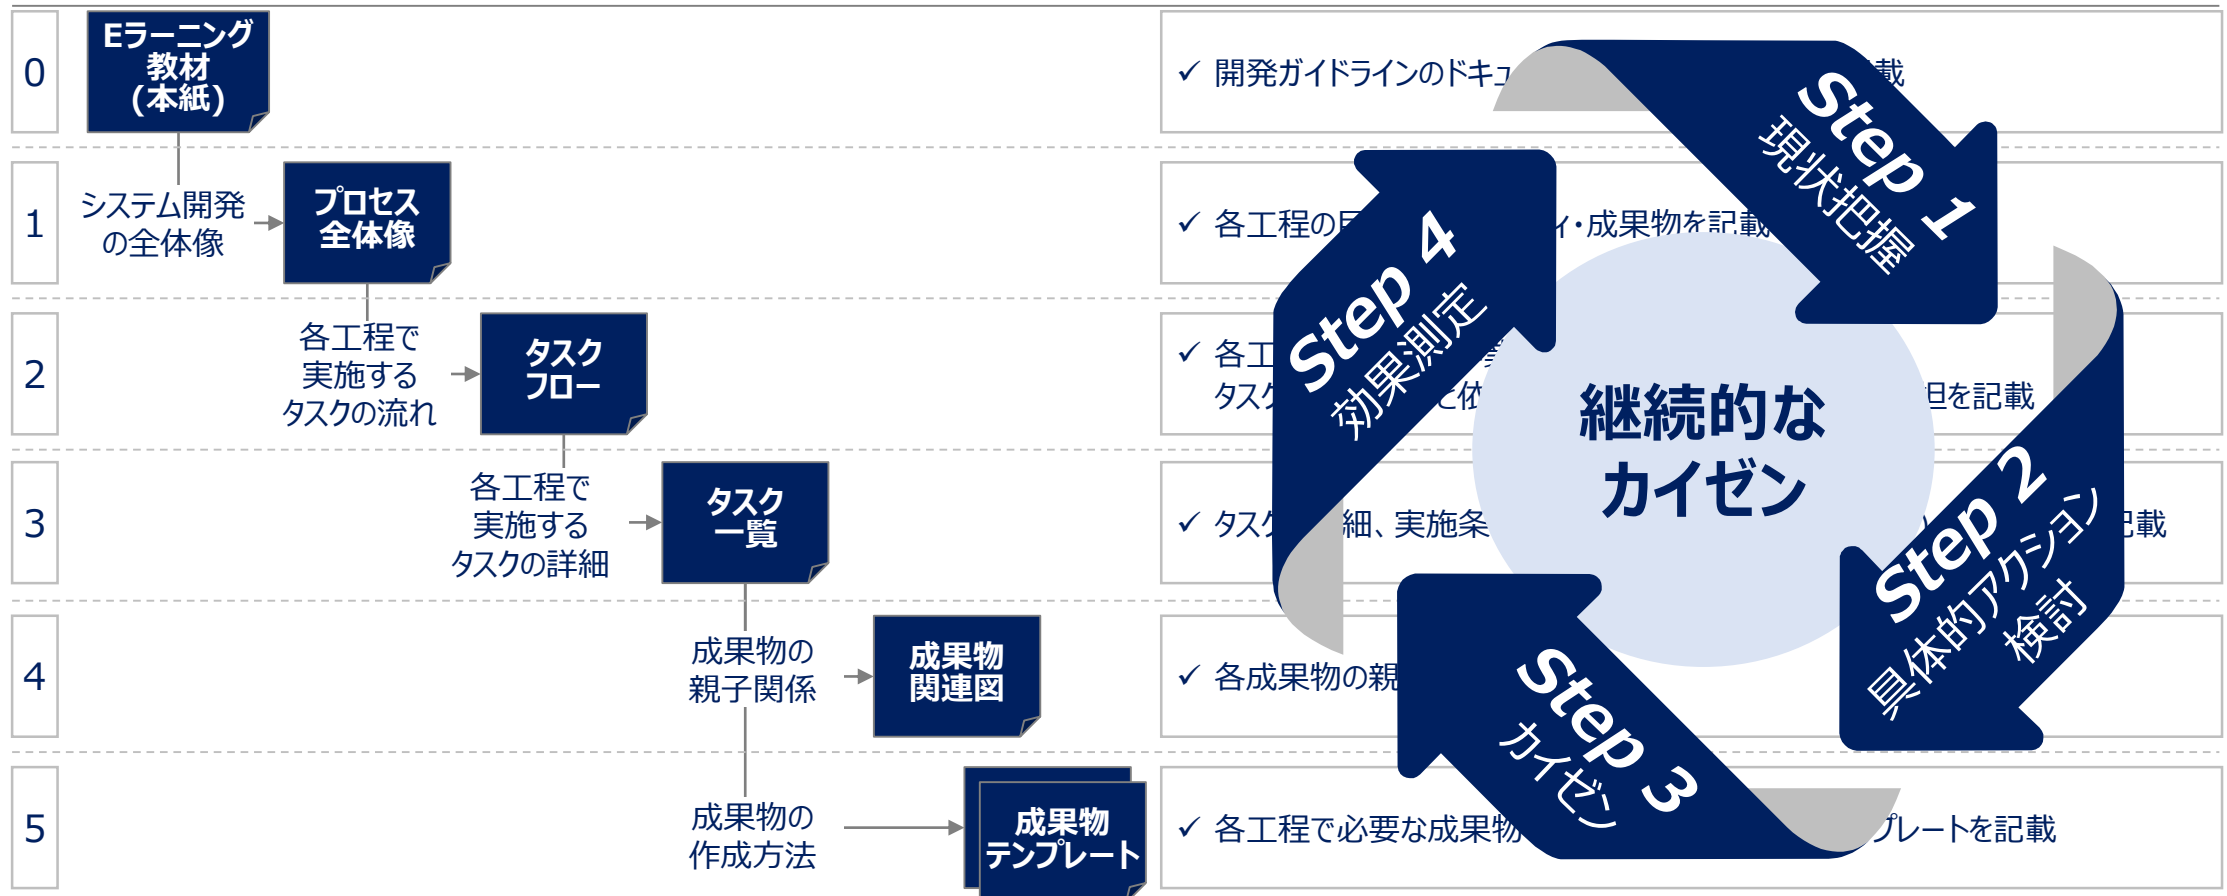 0
Eラーニング
教材
(本紙)
✓ 開発ガイドラインのドキュ
載
1
システム開発
の全体像
プロセス
全体像
✓ 各工程の
・成果物を記載
2
各工程で
実施する
タスクの流れ
タスク
フロー
✓ 各工
タスク
と依
担を記載
3
各工程で
実施する
タスクの詳細
タスク
一覧
✓ タスク
細、実施条
記載
4
成果物の
親子関係
成果物
関連図
✓ 各成果物の親
5
成果物の
作成方法
成果物
テンプレート
✓ 各工程で必要な成果物
プレートを記載
Step 1
現状把握
Step 2
具体的アクション
検討
Step 3
カイゼン
Step 4
効果測定
継続的な
カイゼン